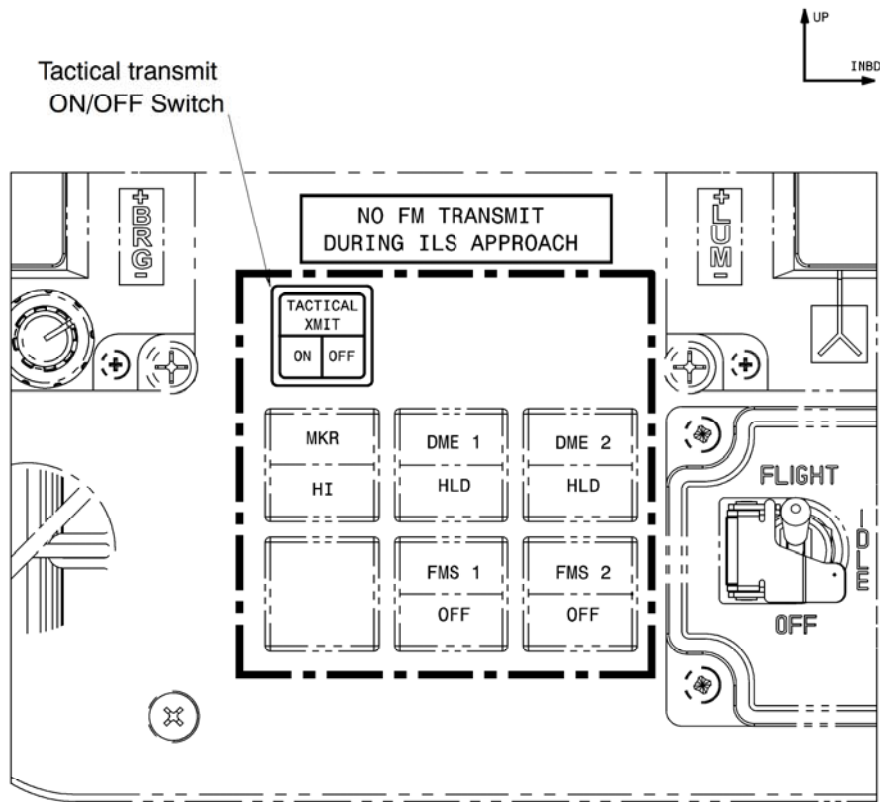 UP
INBD
Tactical transmit
ON/OFF Switch
+BRG-
NO FM TRANSMIT
DURING ILS APPROACH
+LUM-
TACTICAL
XMIT
ON OFF
MKR
HI
DME 1
HLD
DME 2
HLD
FMS 1
OFF
FMS 2
OFF
FLIGHT
IDLE
OFF